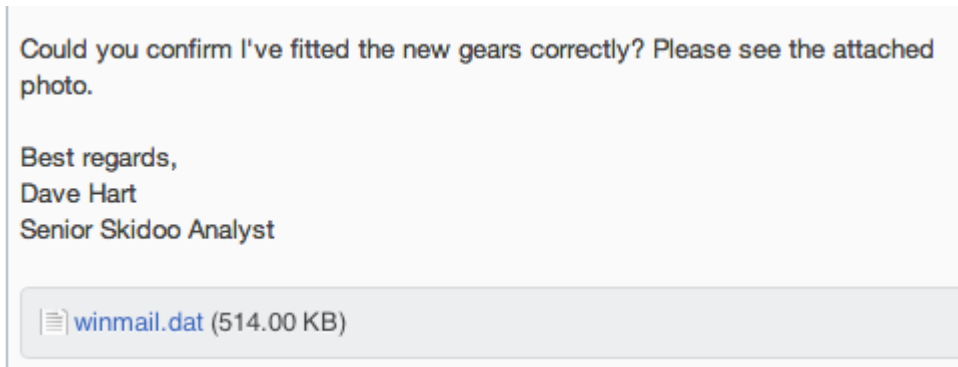 Could you confirm I've fitted the new gears correctly? Please see the attached
photo.
Best regards,
Dave Hart
Senior Skidoo Analyst
winmail.dat (514.00 KB)